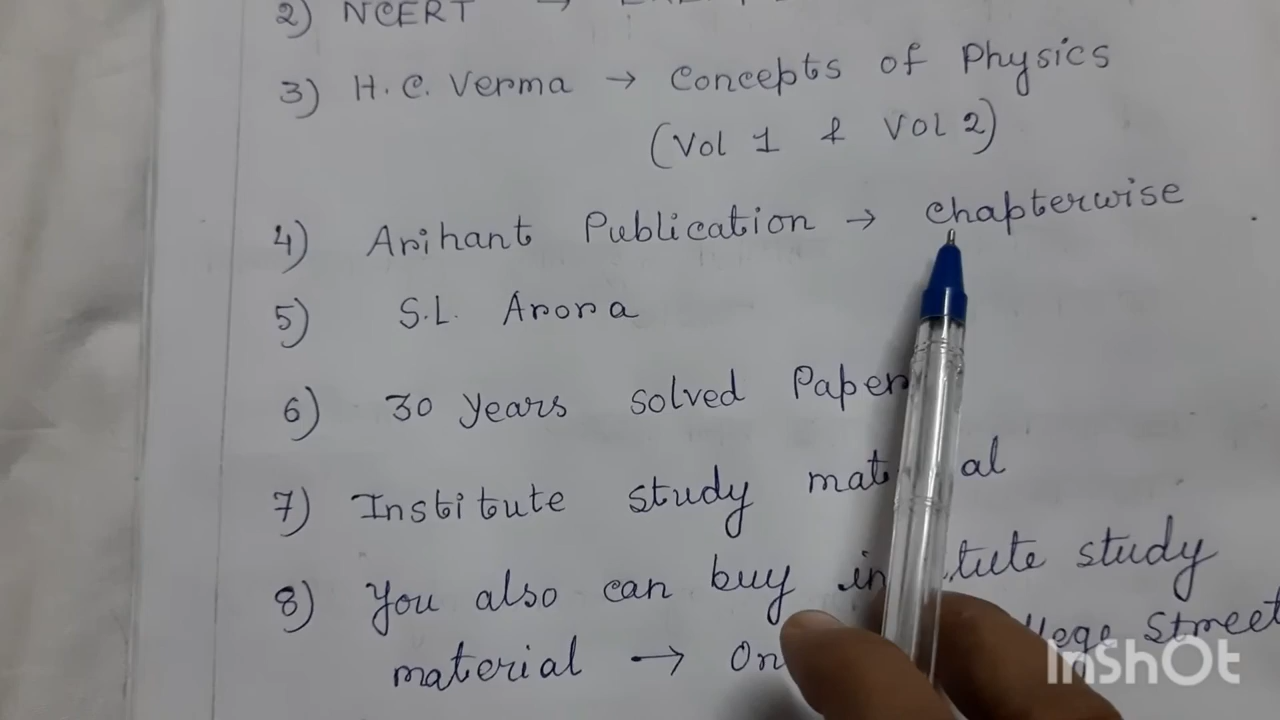 2) NCERT →
3) H.C. Verma → Concepts of Physics
(Vol 1 & Vol 2)
4) Arihant Publication → Chapterwise
5) S.L. Arora
6) 30 years solved Paper
7) Institute study mat al
8) You also can buy in tute study
material → On llege Street
InShOt